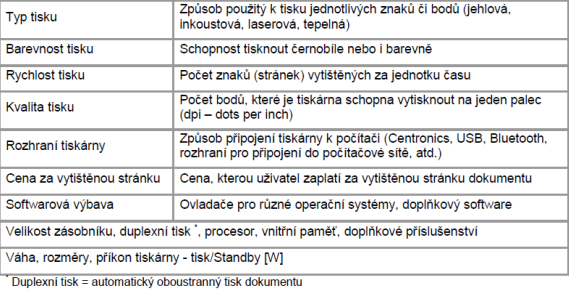 Typ tisku
Způsob použitý k tisku jednotlivých znaků či bodů (jehlová,
inkoustová, laserová, tepelná)
Barevnost tisku
Schopnost tisknout černobíle nebo i barevně
Rychlost tisku
Počet znaků (stránek) vytištěných za jednotku času
Kvalita tisku
Počet bodů, které je tiskárna schopna vytisknout na jeden palec
(dpi – dots per inch)
Rozhraní tiskárny
Způsob připojení tiskárny k počítači (Centronics, USB, Bluetooth,
rozhraní pro připojení do počítačové sítě, atd.)
Cena za vytištěnou stránku
Cena, kterou uživatel zaplatí za vytištěnou stránku dokumentu
Softwarová výbava
Ovladače pro různé operační systémy, doplňkový software
Velikost zásobníku, duplexní tisk *, procesor, vnitřní paměť, doplňkové příslušenství
Váha, rozměry, příkon tiskárny - tisk/Standby [W]
* Duplexní tisk = automatický oboustranný tisk dokumentu